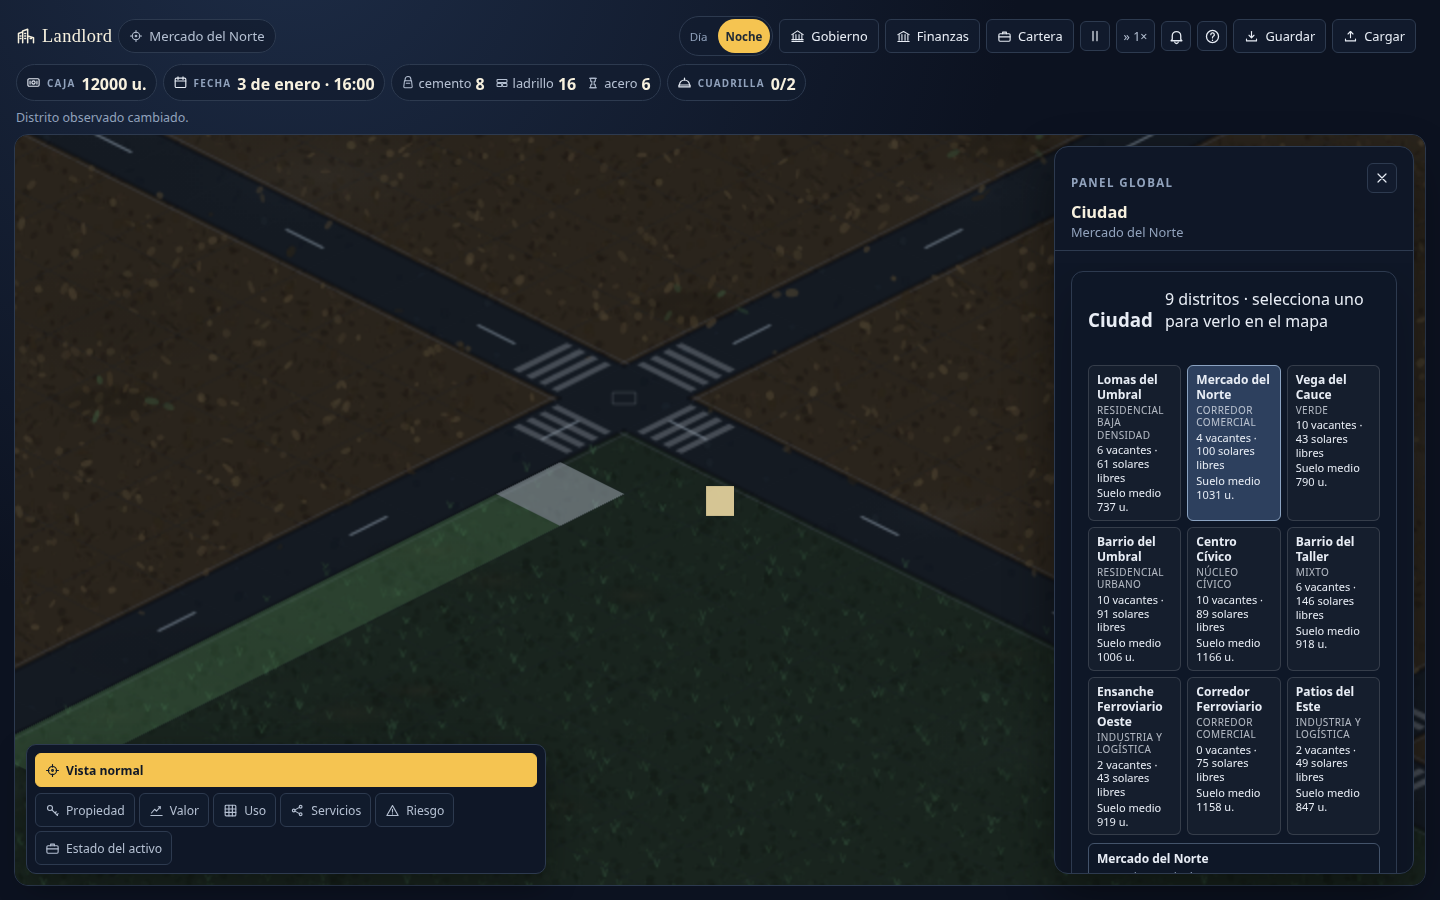 Landlord
Mercado del Norte
Día
Noche
Gobierno
Finanzas
Cartera
» 1×
Guardar
Cargar
CAJA 12000 u.
FECHA 3 de enero · 16:00
cemento 8 ladrillo 16 acero 6
CUADRILLA 0/2
Distrito observado cambiado.
PANEL GLOBAL
Ciudad
Mercado del Norte
Ciudad
9 distritos · selecciona uno
para verlo en el mapa
Lomas del
Umbral
RESIDENCIAL
BAJA
DENSIDAD
6 vacantes ·
61 solares
libres
Suelo medio
737 u.
Mercado del
Norte
CORREDOR
COMERCIAL
4 vacantes ·
100 solares
libres
Suelo medio
1031 u.
Vega del
Cauce
VERDE
10 vacantes ·
43 solares
libres
Suelo medio
790 u.
Barrio del
Umbral
RESIDENCIAL
URBANO
10 vacantes ·
91 solares
libres
Suelo medio
1006 u.
Centro
Cívico
NÚCLEO
CÍVICO
10 vacantes ·
89 solares
libres
Suelo medio
1166 u.
Barrio del
Taller
MIXTO
6 vacantes ·
146 solares
libres
Suelo medio
918 u.
Ensanche
Ferroviario
Oeste
INDUSTRIA Y
LOGÍSTICA
2 vacantes ·
43 solares
libres
Suelo medio
919 u.
Corredor
Ferroviario
CORREDOR
COMERCIAL
0 vacantes ·
75 solares
libres
Suelo medio
1158 u.
Patios del
Este
INDUSTRIA Y
LOGÍSTICA
2 vacantes ·
49 solares
libres
Suelo medio
847 u.
Mercado del Norte
Vista normal
Propiedad
Valor
Uso
Servicios
Riesgo
Estado del activo